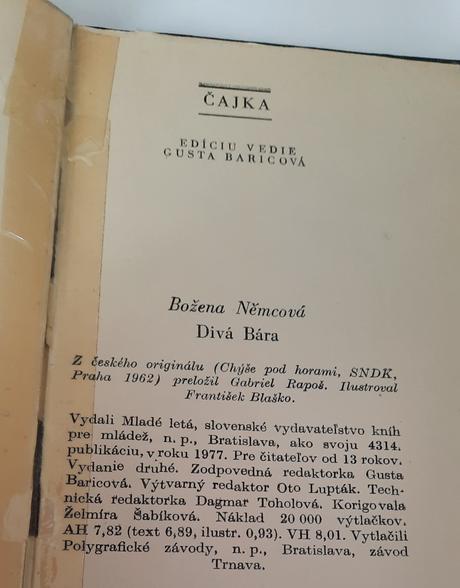 ČAJKA
EDÍCIU VEDIE
GUSTA BARICOVÁ
Božena Němcová
Divá Bára
Z českého originálu (Chýše pod horami, SNDK,
Praha 1962) preložil Gabriel Rapoš. Ilustroval
František Blaško.
Vydali Mladé letá, slovenské vydavateľstvo kníh
pre mládež, n. p., Bratislava, ako svoju 4314.
publikáciu, v roku 1977. Pre čitateľov od 13 rokov.
Vydanie druhé. Zodpovedná redaktorka Gusta
Baricová. Výtvarný redaktor Oto Lupták. Tech-
nická redaktorka Dagmar Toholová. Korigovala
Želmíra Šabíková. Náklad 20 000 výtlačkov.
AH 7,82 (text 6,89, ilustr. 0,93). VH 8,01. Vytlačili
Polygrafické závody, n. p., Bratislava, závod
Trnava.